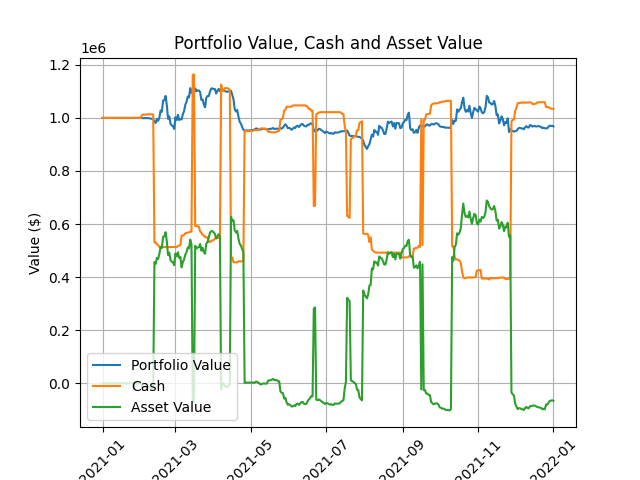 Portfolio Value, Cash and Asset Value
1e6
1.2
1.0
0.8
0.6
0.4
0.2
0.0
Value ($)
Portfolio Value
Cash
Asset Value
2021-01
2021-03
2021-05
2021-07
2021-09
2021-11
2022-01